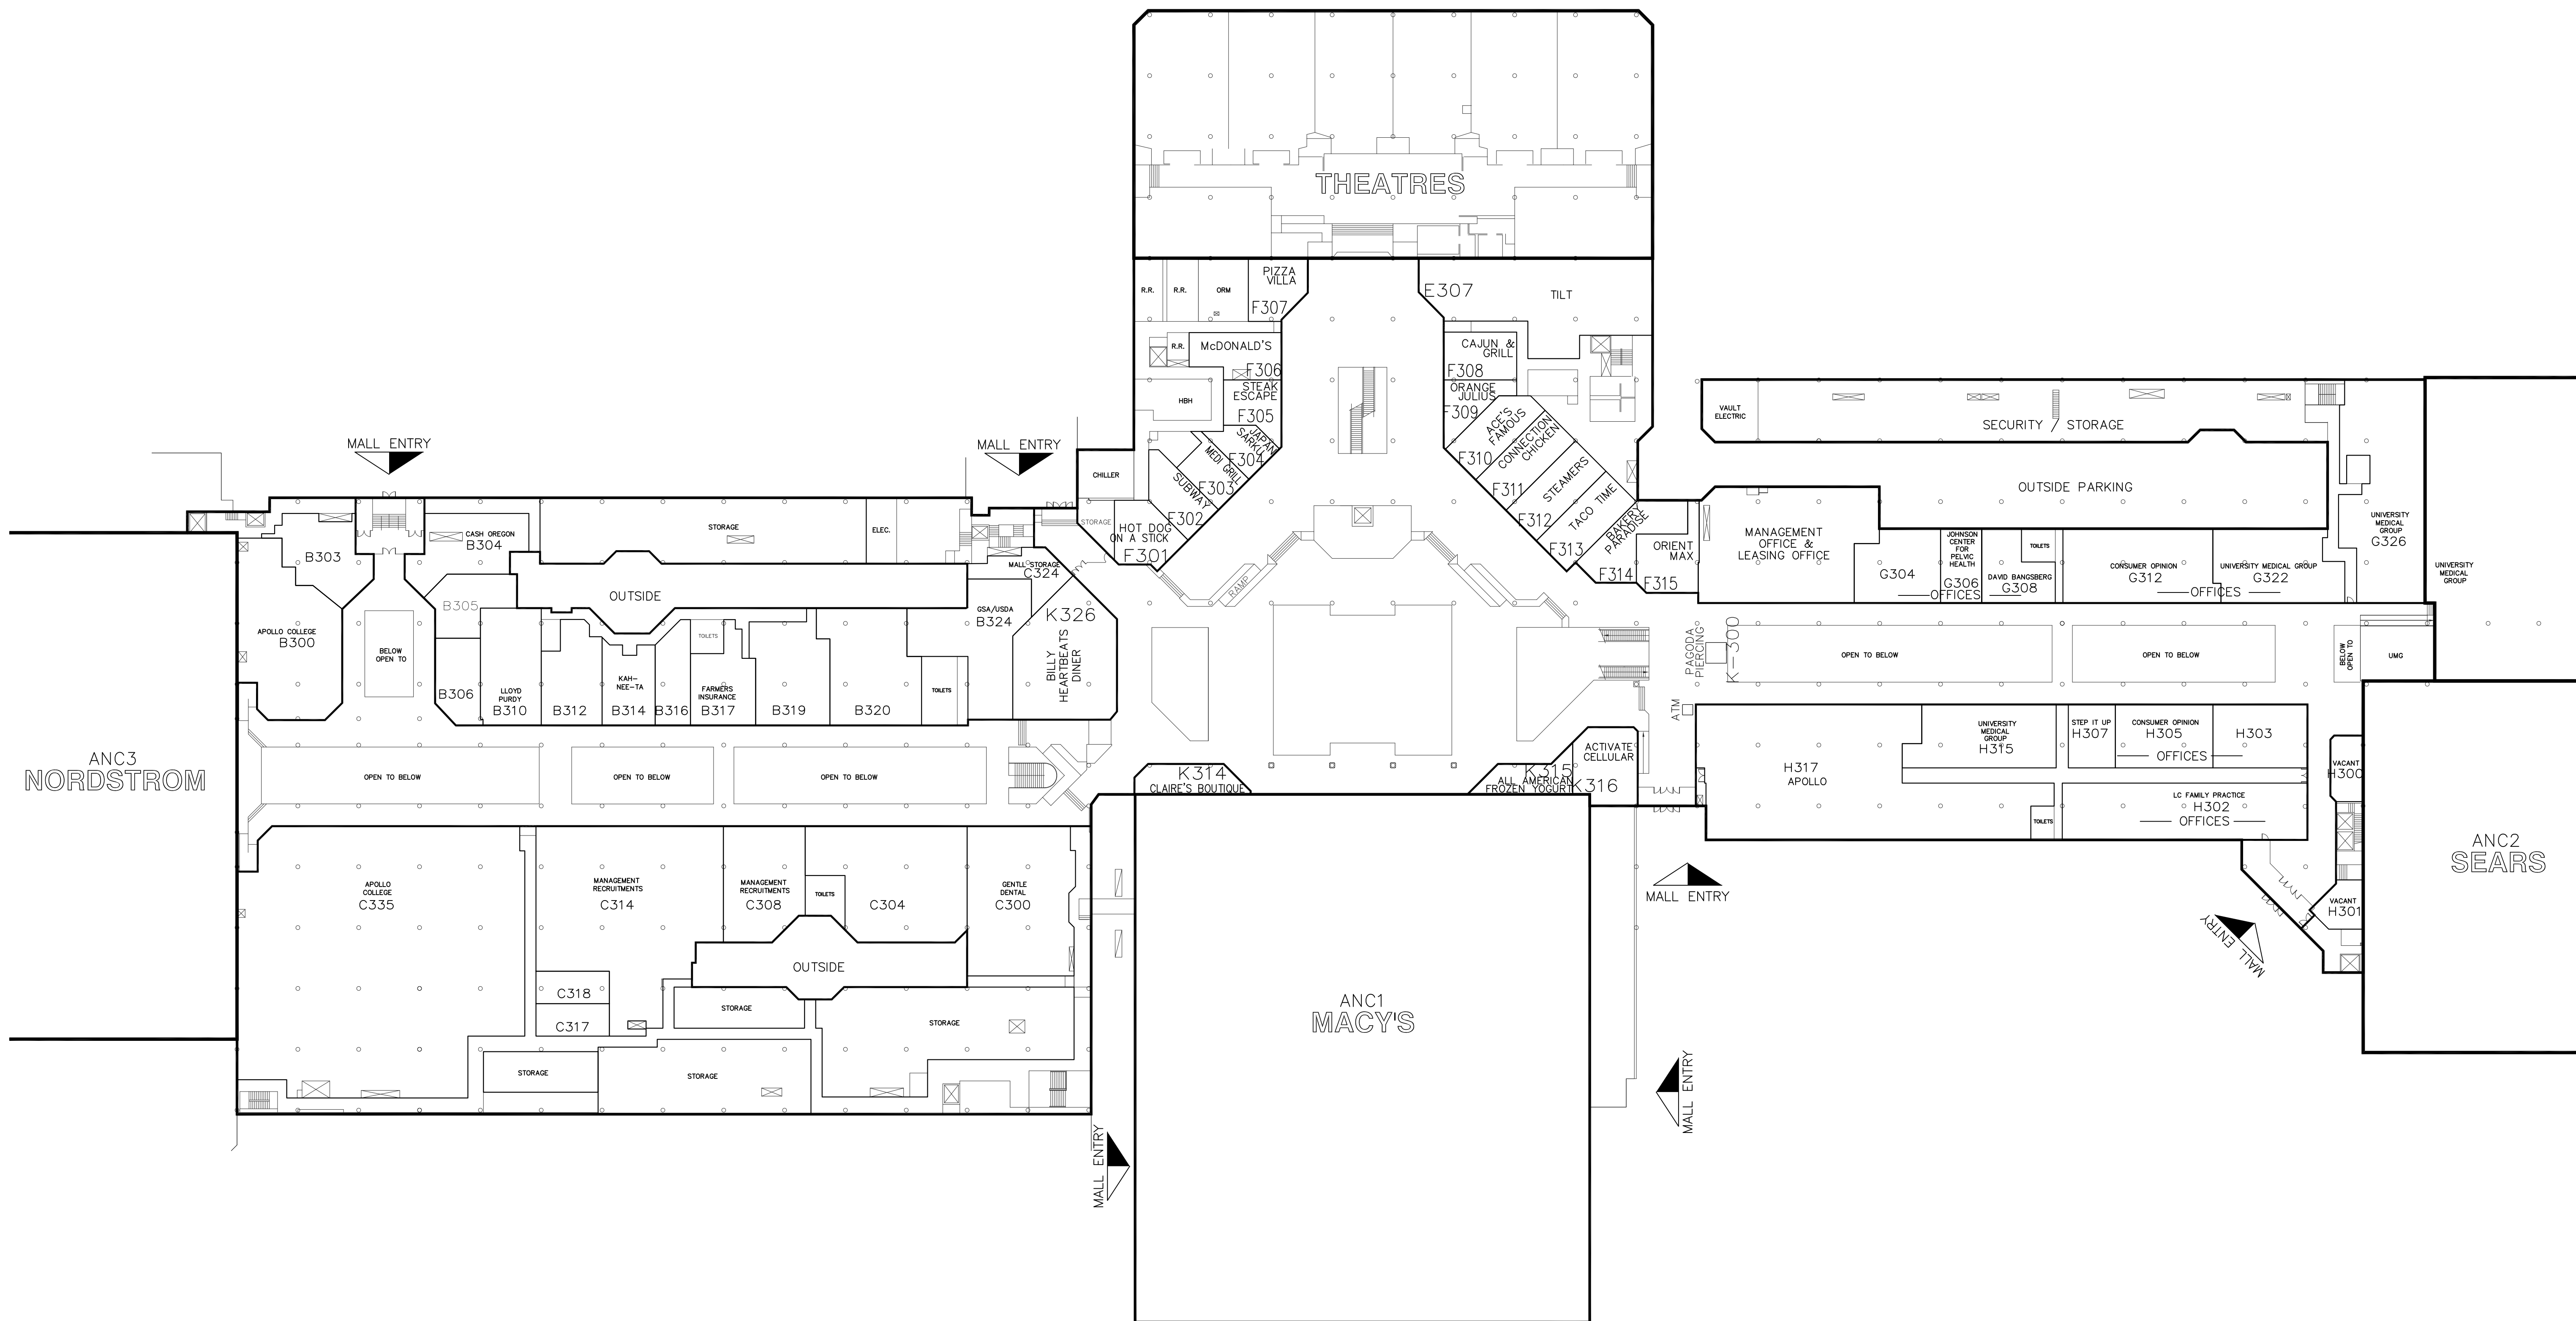 THEATRES
R.R.
R.R.
ORM
PIZZA
VILLA
F307
E307
TILT
R.R.
McDONALD'S
F306
STEAK
ESCAPE
F305
HBH
JAPAN
SARKU
F304
MEDI GRILL
F303
SUBWAY
F302
STORAGE
HOT DOG
ON A STICK
F301
CHILLER
CAJUN &
GRILL
F308
ORANGE
JULIUS
F309
ACE'S
FAMOUS
F310
CONNECTION
CHICKEN
F311
STEAMERS
F312
TACO TIME
F313
BAKERY
PARADISE
F314
ORIENT
MAX
F315
RAMP
MALL ENTRY
MALL ENTRY
B303
CASH OREGON
B304
STORAGE
ELEC.
MALL STORAGE
C324
B305
OUTSIDE
GSA/USDA
B324
K326
BILLY
HEARTBEATS
DINER
APOLLO COLLEGE
B300
BELOW
OPEN TO
B306
LLOYD
PURDY
B310
B312
KAH-
NEE-TA
B314
B316
TOILETS
FARMERS
INSURANCE
B317
B319
B320
TOILETS
ANC3
NORDSTROM
OPEN TO BELOW
OPEN TO BELOW
OPEN TO BELOW
APOLLO
COLLEGE
C335
MANAGEMENT
RECRUITMENTS
C314
MANAGEMENT
RECRUITMENTS
C308
TOILETS
C304
GENTLE
DENTAL
C300
OUTSIDE
C318
C317
STORAGE
STORAGE
STORAGE
STORAGE
MALL ENTRY
K314
CLAIRE'S BOUTIQUE
K315
ALL AMERICAN
FROZEN YOGURT
ACTIVATE
CELLULAR
K316
ANC1
MACY'S
MALL ENTRY
MALL ENTRY
PAGODA
PIERCING
K-300
ATM
VAULT
ELECTRIC
SECURITY / STORAGE
OUTSIDE PARKING
MANAGEMENT
OFFICE &
LEASING OFFICE
G304
JOHNSON
CENTER
FOR
PELVIC
HEALTH
G306
TOILETS
DAVID BANGSBERG
G308
OFFICES
CONSUMER OPINION
G312
UNIVERSITY MEDICAL GROUP
G322
OFFICES
UNIVERSITY
MEDICAL
GROUP
G326
UNIVERSITY
MEDICAL
GROUP
OPEN TO BELOW
OPEN TO BELOW
BELOW
OPEN TO
UMG
H317
APOLLO
UNIVERSITY
MEDICAL
GROUP
H315
STEP IT UP
H307
CONSUMER OPINION
H305
H303
OFFICES
TOILETS
LC FAMILY PRACTICE
H302
OFFICES
VACANT
H300
VACANT
H301
MALL ENTRY
MALL ENTRY
ANC2
SEARS